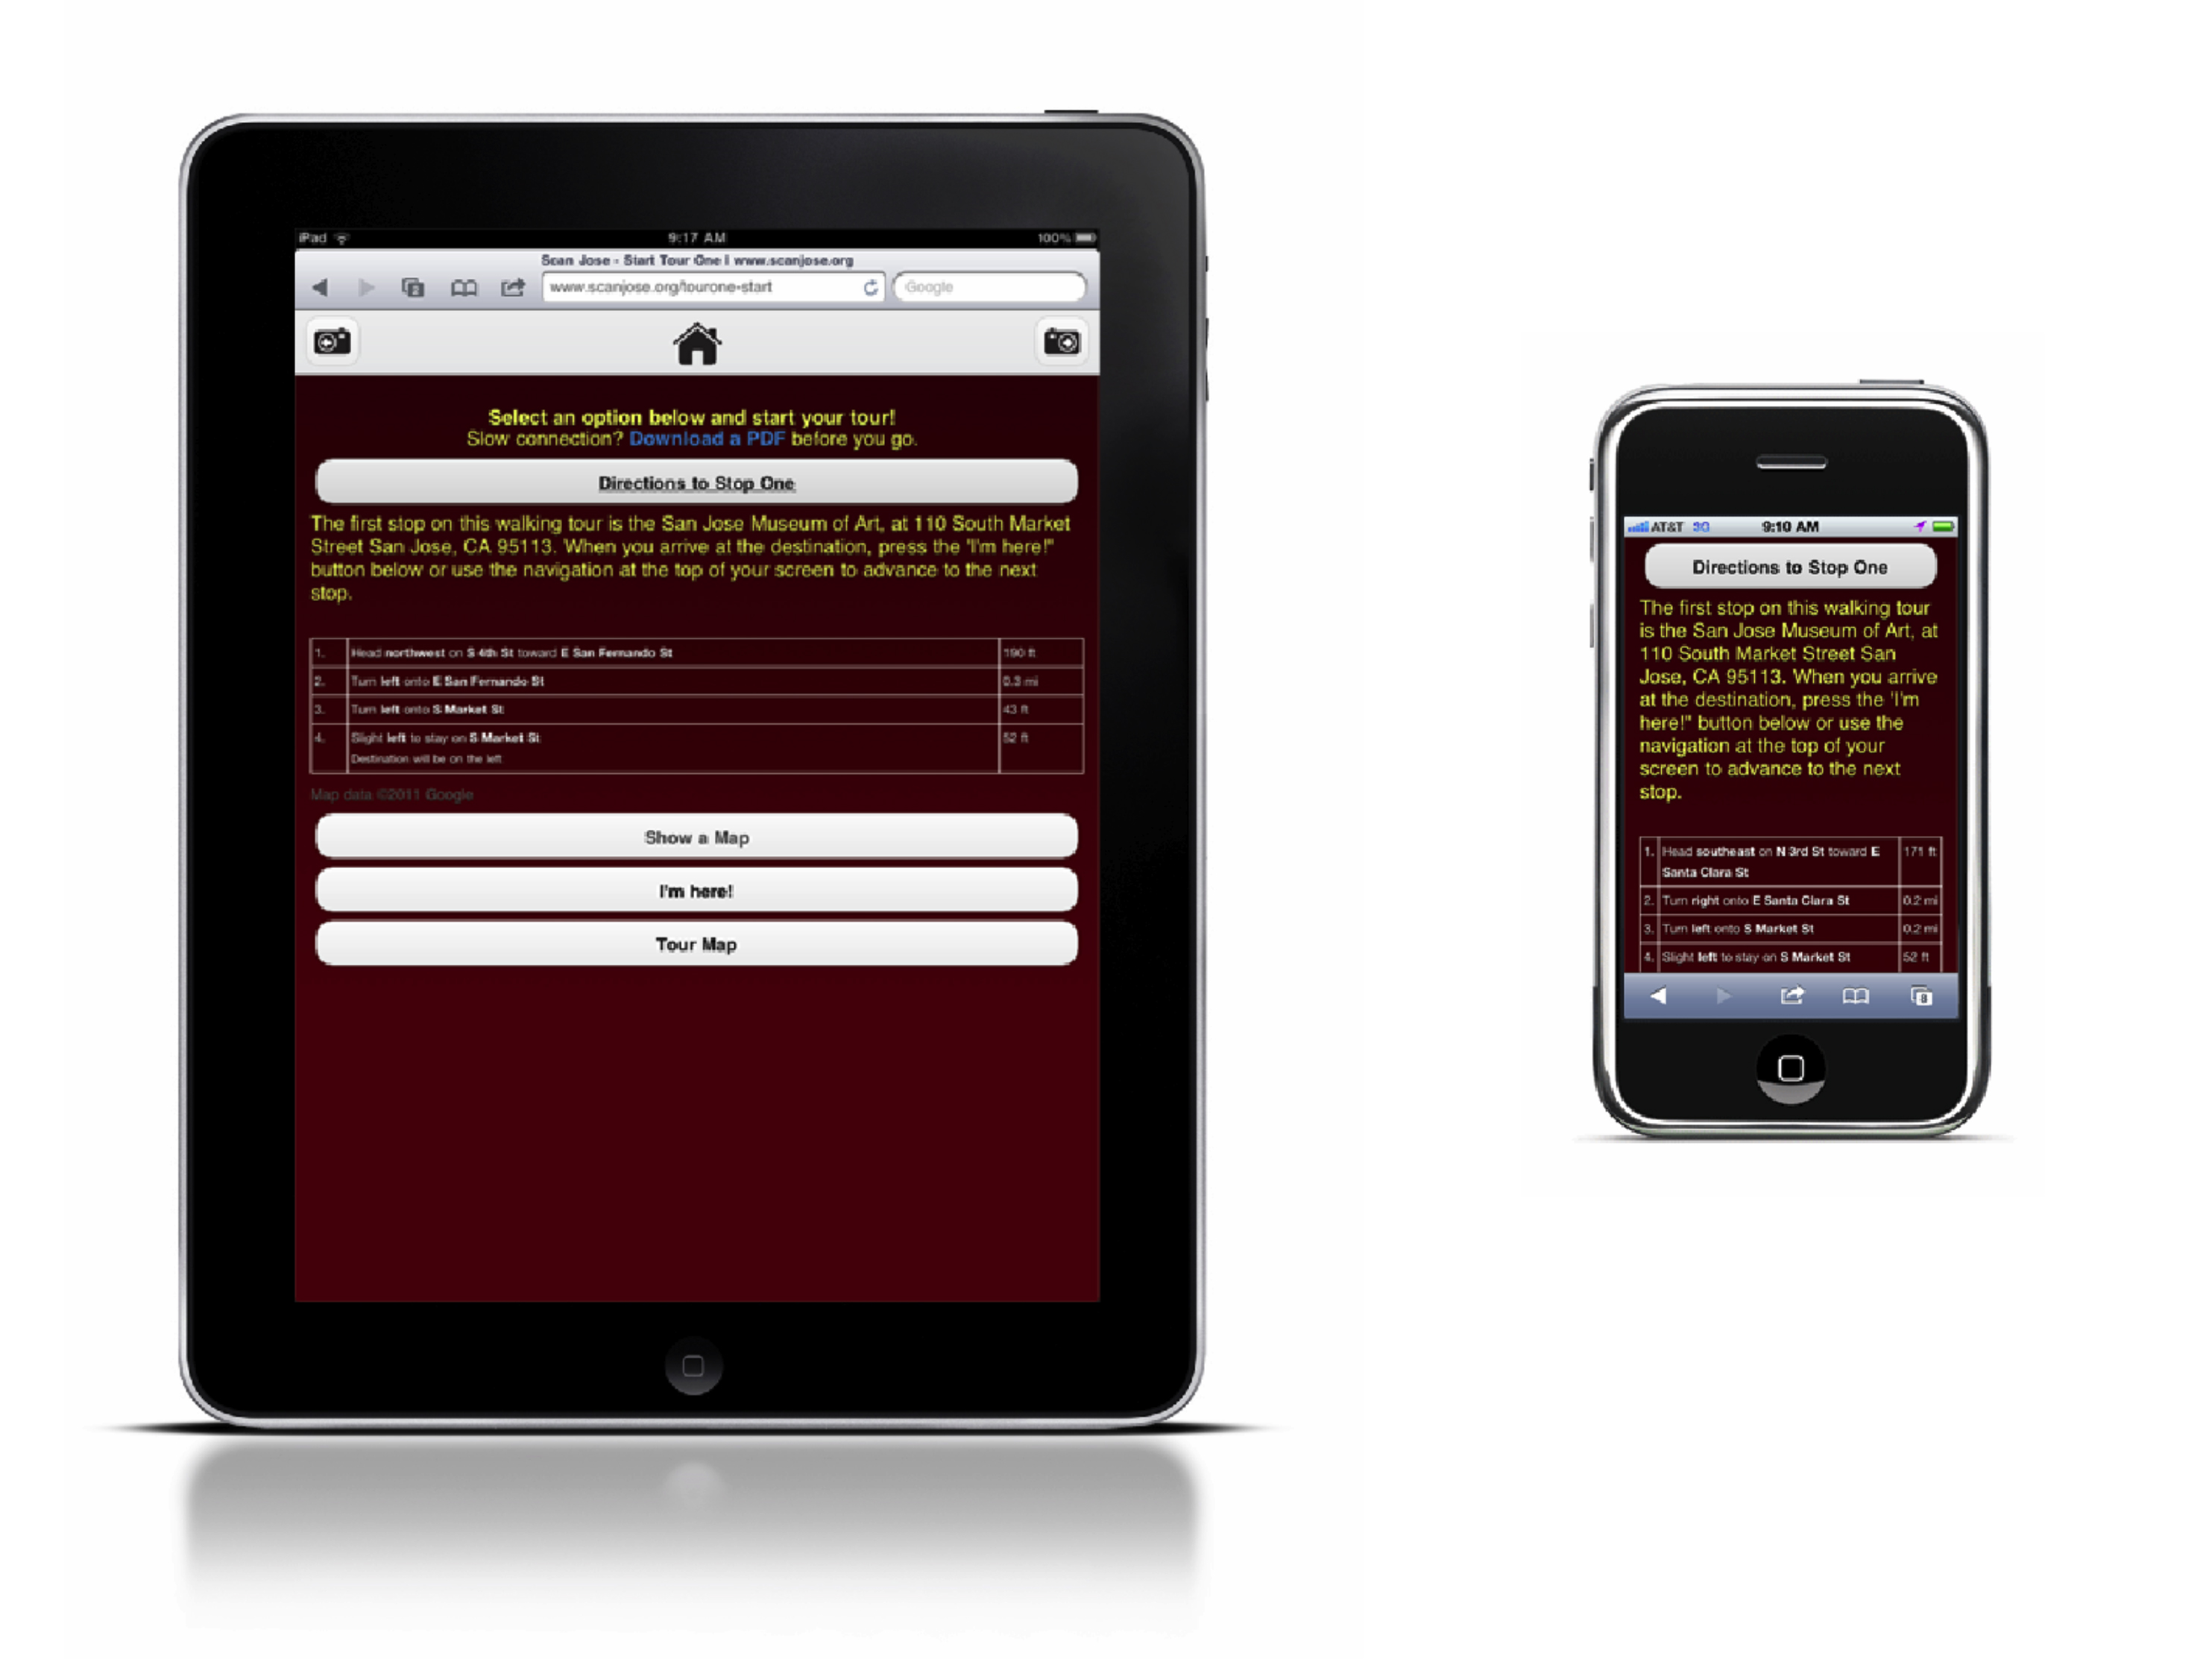 iPad 9:17 AM 100%
Scan Jose - Start Tour One | www.scanjose.org
2 www.scanjose.org/tourone-start Google
Select an option below and start your tour!
Slow connection? Download a PDF before you go.
Directions to Stop One
The first stop on this walking tour is the San Jose Museum of Art, at 110 South Market
Street San Jose, CA 95113. When you arrive at the destination, press the 'I'm here!"
button below or use the navigation at the top of your screen to advance to the next
stop.
1. Head northwest on S 4th St toward E San Fernando St 190 ft
2. Turn left onto E San Fernando St 0.3 mi
3. Turn left onto S Market St 43 ft
4. Slight left to stay on S Market St 52 ft
Destination will be on the left
Map data ©2011 Google
Show a Map
I'm here!
Tour Map
AT&T 3G 9:10 AM
Directions to Stop One
The first stop on this walking tour
is the San Jose Museum of Art, at
110 South Market Street San
Jose, CA 95113. When you arrive
at the destination, press the 'I'm
here!" button below or use the
navigation at the top of your
screen to advance to the next
stop.
1. Head southeast on N 3rd St toward E 171 ft
Santa Clara St
2. Turn right onto E Santa Clara St 0.2 mi
3. Turn left onto S Market St 0.2 mi
4. Slight left to stay on S Market St 52 ft
8